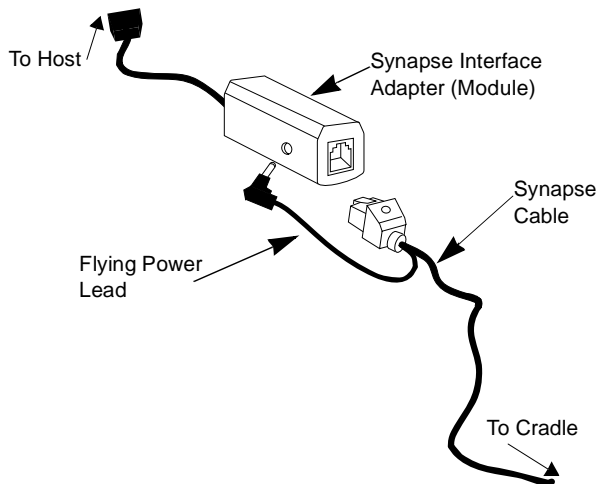 To Host
Synapse Interface
Adapter (Module)
Synapse
Cable
Flying Power
Lead
To Cradle